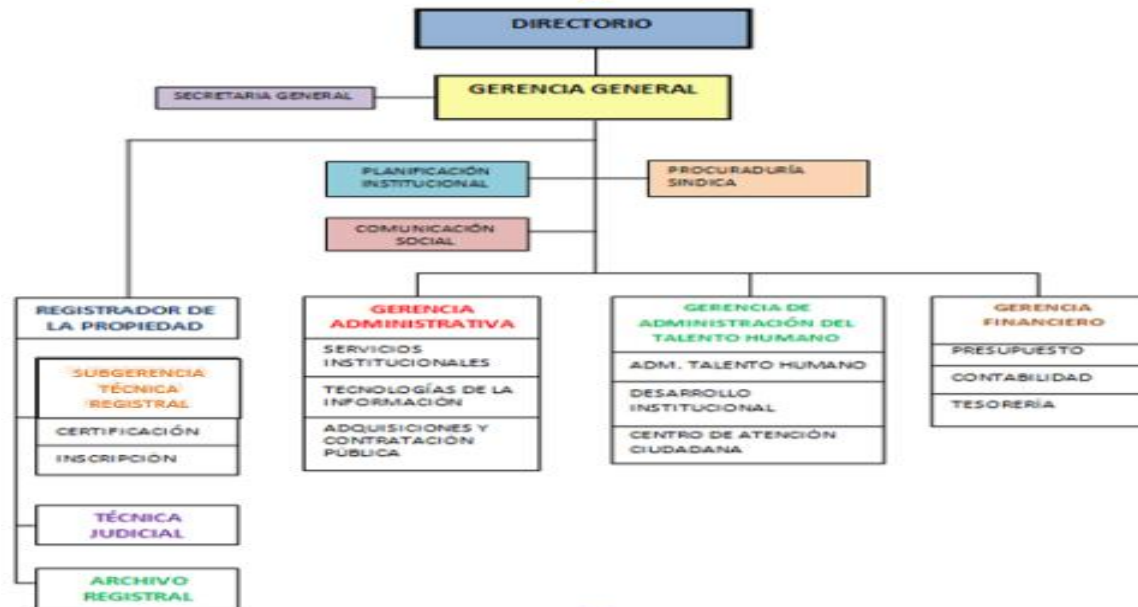 DIRECTORIO
GERENCIA GENERAL
SECRETARIA GENERAL
PLANIFICACIÓN
INSTITUCIONAL
PROCURADURÍA
SINDICA
COMUNICACIÓN
SOCIAL
REGISTRADOR DE
LA PROPIEDAD
SUBGERENCIA
TÉCNICA
REGISTRAL
CERTIFICACIÓN
INSCRIPCIÓN
TÉCNICA
JUDICIAL
ARCHIVO
REGISTRAL
GERENCIA
ADMINISTRATIVA
SERVICIOS
INSTITUCIONALES
TECNOLOGÍAS DE LA
INFORMACIÓN
ADQUISICIONES Y
CONTRATACIÓN
PÚBLICA
GERENCIA DE
ADMINISTRACIÓN DEL
TALENTO HUMANO
ADM. TALENTO HUMANO
DESARROLLO
INSTITUCIONAL
CENTRO DE ATENCIÓN
CIUDADANA
GERENCIA
FINANCIERO
PRESUPUESTO
CONTABILIDAD
TESORERÍA